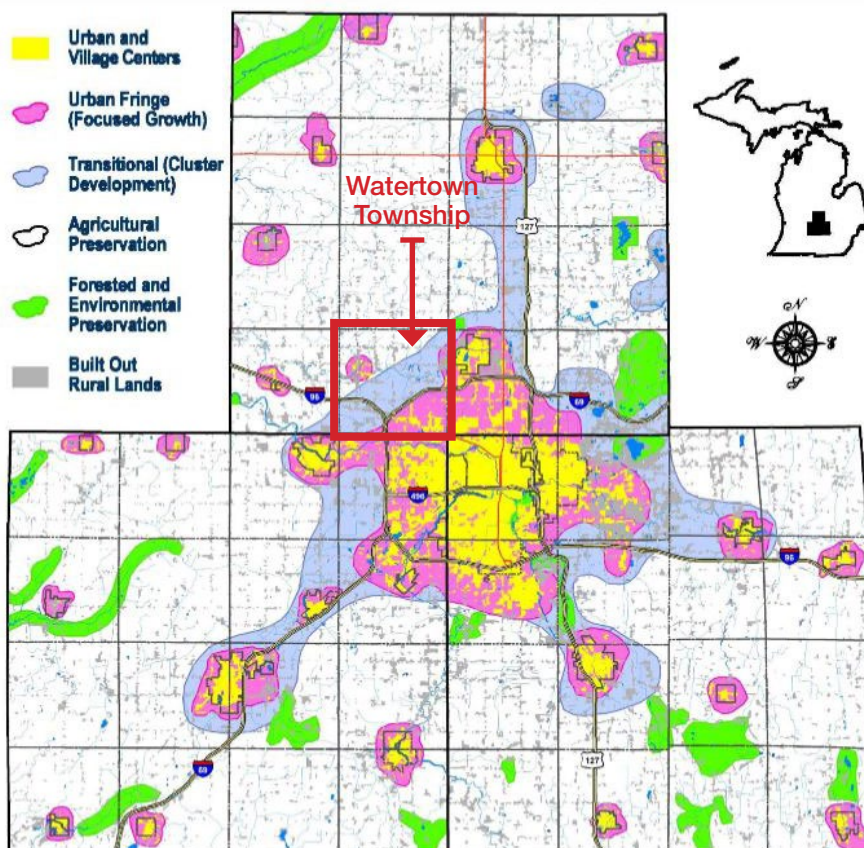 Urban and
Village Centers
Urban Fringe
(Focused Growth)
Transitional (Cluster
Development)
Agricultural
Preservation
Forested and
Environmental
Preservation
Built Out
Rural Lands
Watertown
Township
127
96
69
496
96
69
127
N
W
E
S